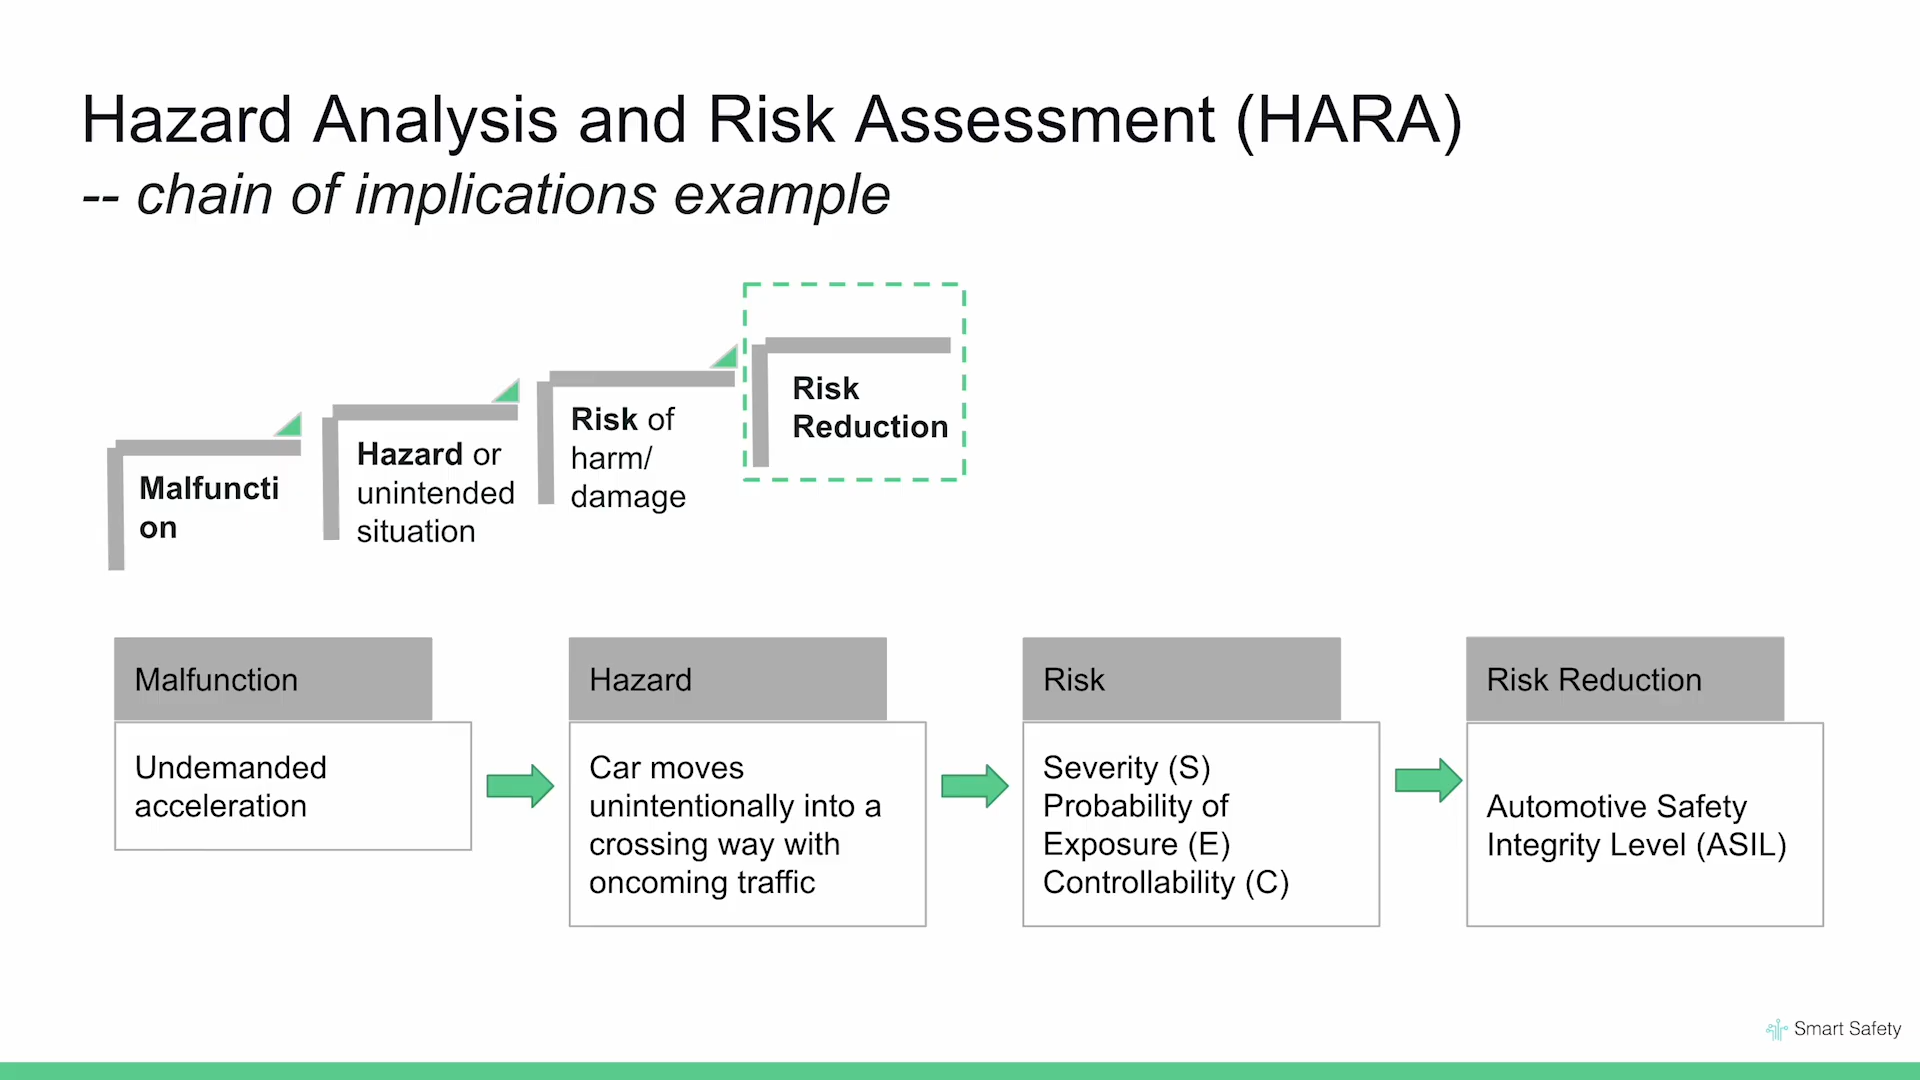 Hazard Analysis and Risk Assessment (HARA)
-- chain of implications example
Malfuncti
on
Hazard or
unintended
situation
Risk of
harm/
damage
Risk
Reduction
Malfunction
Undemanded
acceleration
Hazard
Car moves
unintentionally into a
crossing way with
oncoming traffic
Risk
Severity (S)
Probability of
Exposure (E)
Controllability (C)
Risk Reduction
Automotive Safety
Integrity Level (ASIL)
Smart Safety